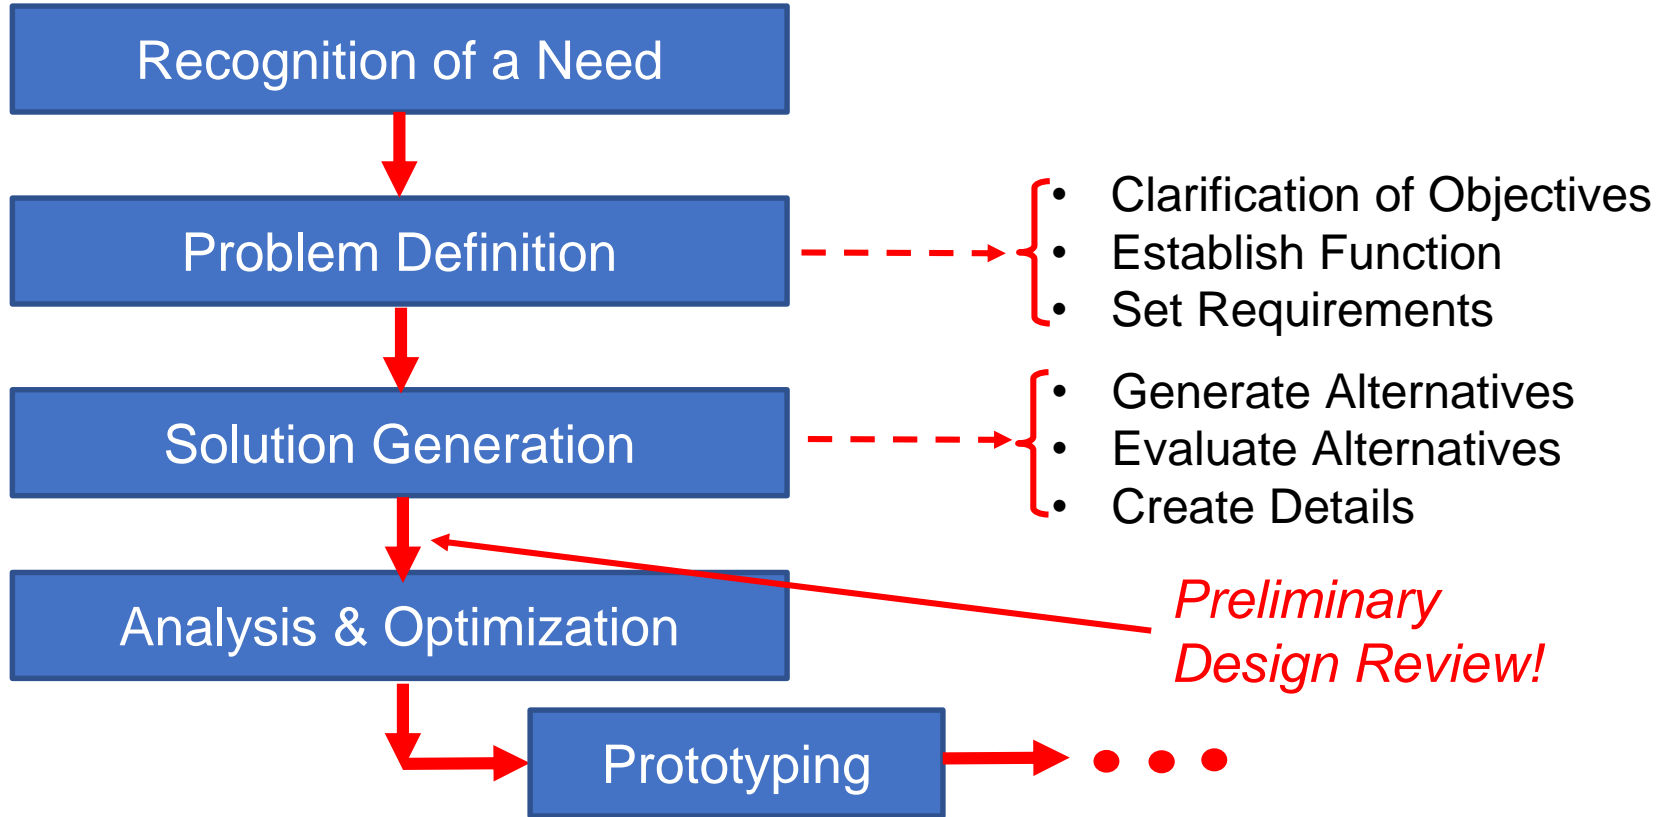 Recognition of a Need
Problem Definition
• Clarification of Objectives
• Establish Function
• Set Requirements
Solution Generation
• Generate Alternatives
• Evaluate Alternatives
• Create Details
Analysis & Optimization
Preliminary
Design Review!
Prototyping